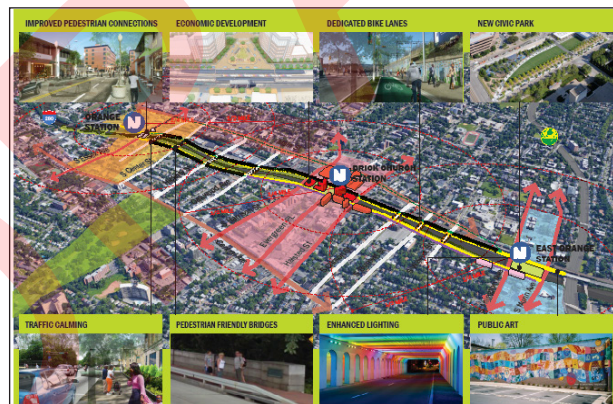 IMPROVED PEDESTRIAN CONNECTIONS
ECONOMIC DEVELOPMENT
DEDICATED BIKE LANES
NEW CIVIC PARK
280
ORANGE
STATION
N
BRICK CHURCH
STATION
N
N
EAST ORANGE
STATION
TRAFFIC CALMING
PEDESTRIAN FRIENDLY BRIDGES
ENHANCED LIGHTING
PUBLIC ART